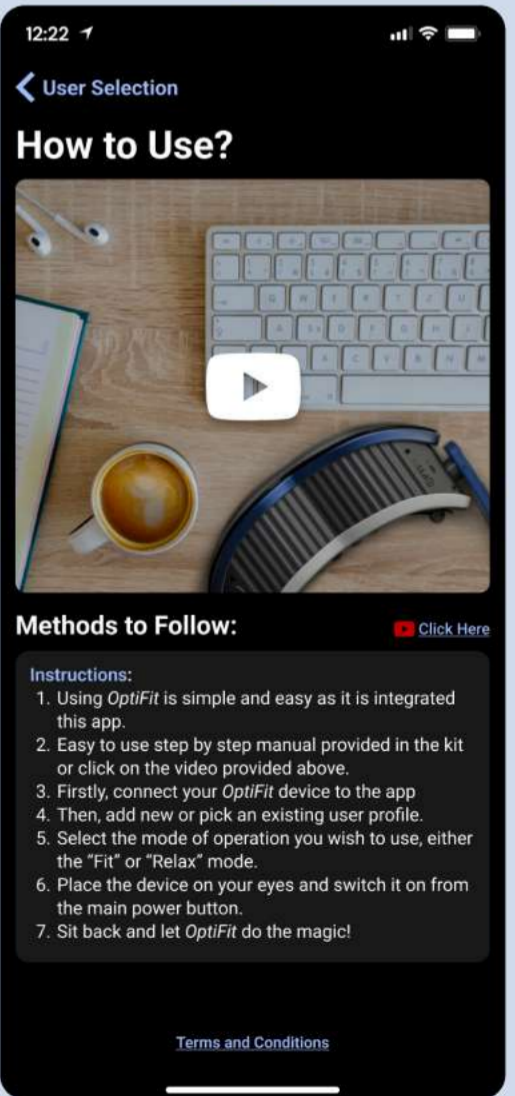 12:22
User Selection
How to Use?
Methods to Follow:
Click Here
Instructions:
1. Using OptiFit is simple and easy as it is integrated
this app.
2. Easy to use step by step manual provided in the kit
or click on the video provided above.
3. Firstly, connect your OptiFit device to the app
4. Then, add new or pick an existing user profile.
5. Select the mode of operation you wish to use, either
the “Fit” or “Relax” mode.
6. Place the device on your eyes and switch it on from
the main power button.
7. Sit back and let OptiFit do the magic!
Terms and Conditions